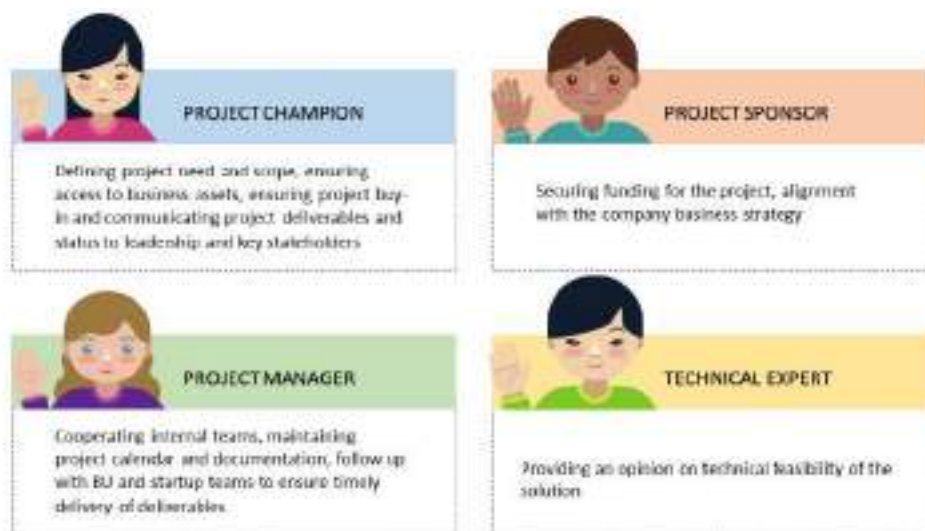 PROJECT CHAMPION
Defining project need and scope, ensuring
access to business assets, ensuring project buy-
in and communicating project deliverables and
status to leadership and key stakeholders
PROJECT SPONSOR
Securing funding for the project, alignment
with the company business strategy
PROJECT MANAGER
Cooperating internal teams, maintaining
project calendar and documentation, follow up
with BU and startup teams to ensure timely
delivery of deliverables
TECHNICAL EXPERT
Providing an opinion on technical feasibility of the
solution